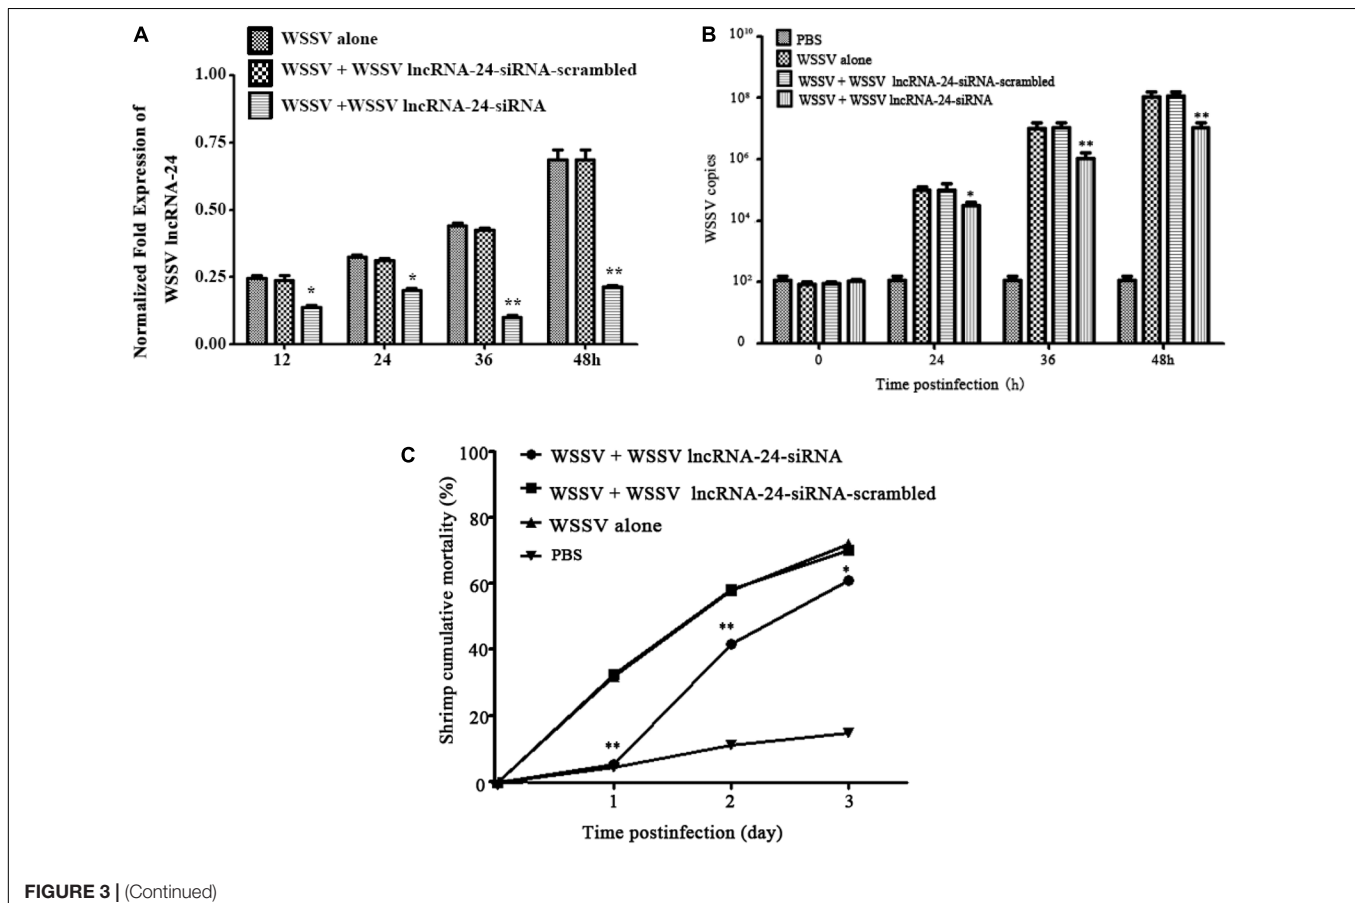 A
WSSV alone
WSSV + WSSV lncRNA-24-siRNA-scrambled
WSSV +WSSV lncRNA-24-siRNA
Normalized Fold Expression of
WSSV lncRNA-24
1.00
0.75
0.50
0.25
0.00
*
*
**
**
12
24
36
48h
B
PBS
WSSV alone
WSSV + WSSV lncRNA-24-siRNA-scrambled
WSSV + WSSV lncRNA-24-siRNA
WSSV copies
10¹⁰
10⁸
10⁶
10⁴
10²
0
*
**
**
0
24
36
48h
Time postinfection (h)
C
WSSV + WSSV lncRNA-24-siRNA
WSSV + WSSV lncRNA-24-siRNA-scrambled
WSSV alone
PBS
Shrimp cumulative mortality (%)
100
80
60
40
20
0
**
**
*
1
2
3
Time postinfection (day)
FIGURE 3 | (Continued)